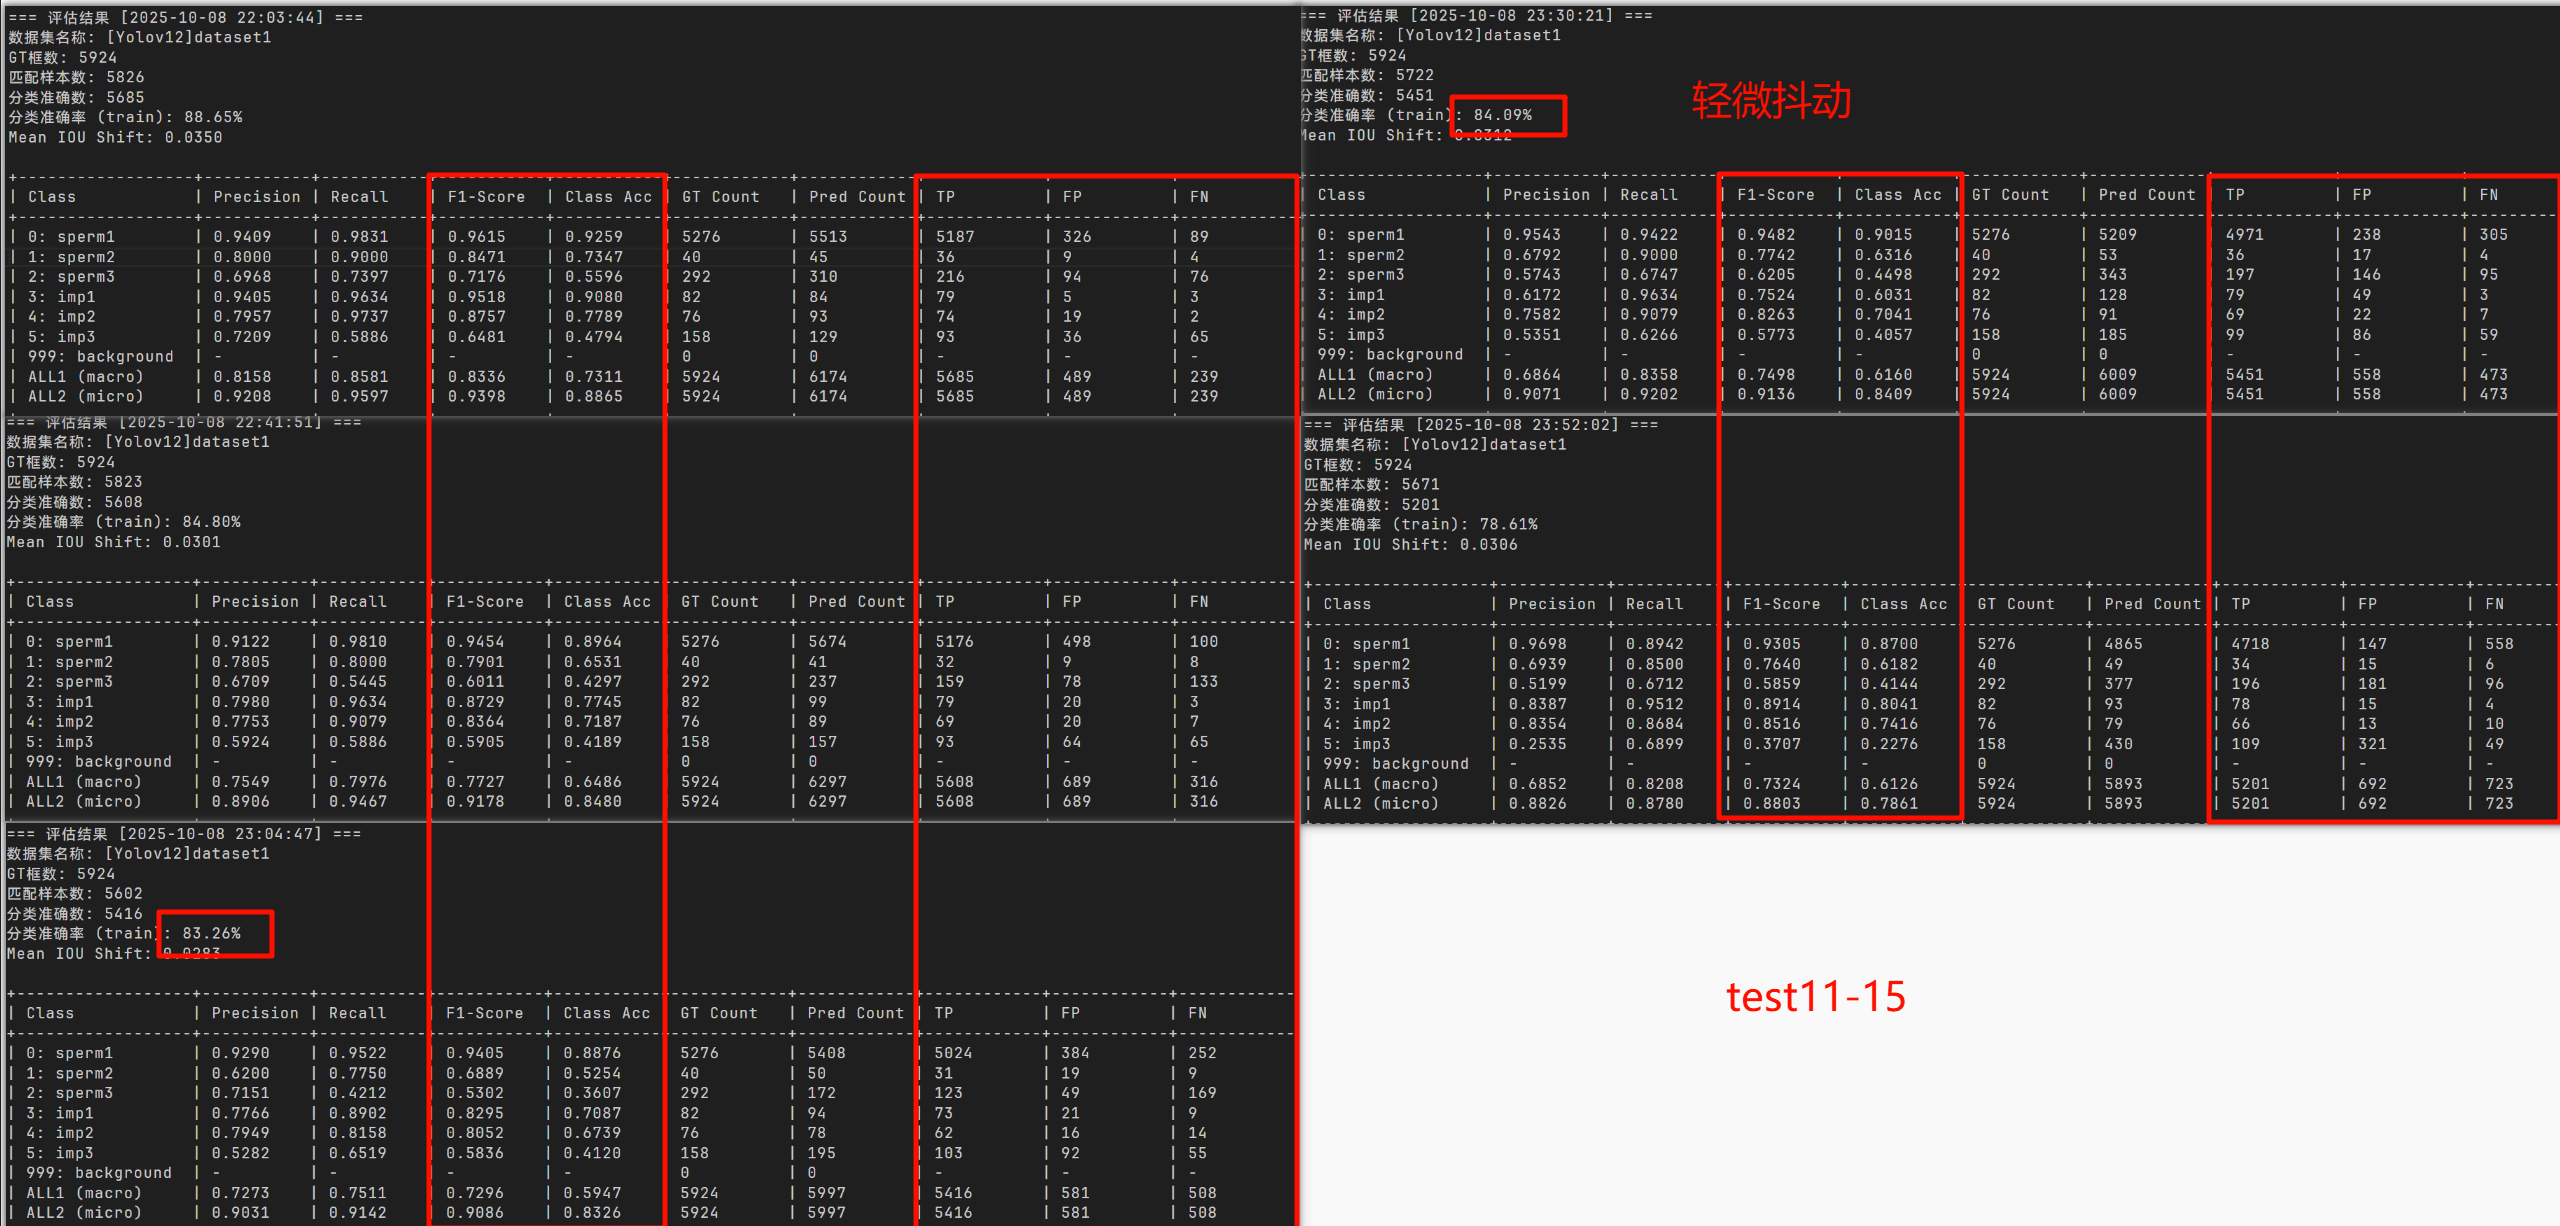 === 评估结果 [2025-10-08 22:03:44] ===
数据集名称: [Yolov12]dataset1
GT框数: 5924
匹配样本数: 5826
分类准确数: 5685
分类准确率 (train): 88.65%
Mean IOU Shift: 0.0350
| Class | Precision | Recall | F1-Score | Class Acc | GT Count | Pred Count | TP | FP | FN
| 0: sperm1 | 0.9409 | 0.9831 | 0.9615 | 0.9259 | 5276 | 5513 | 5187 | 326 | 89
| 1: sperm2 | 0.8000 | 0.9000 | 0.8471 | 0.7347 | 40 | 45 | 36 | 9 | 4
| 2: sperm3 | 0.6968 | 0.7397 | 0.7176 | 0.5596 | 292 | 310 | 216 | 94 | 76
| 3: imp1 | 0.9405 | 0.9634 | 0.9518 | 0.9080 | 82 | 84 | 79 | 5 | 3
| 4: imp2 | 0.7957 | 0.9737 | 0.8757 | 0.7789 | 76 | 93 | 74 | 19 | 2
| 5: imp3 | 0.7209 | 0.5886 | 0.6481 | 0.4794 | 158 | 129 | 93 | 36 | 65
| 999: background | - | - | - | - | 0 | 0 | - | - | -
| ALL1 (macro) | 0.8158 | 0.8581 | 0.8336 | 0.7311 | 5924 | 6174 | 5685 | 489 | 239
| ALL2 (micro) | 0.9208 | 0.9597 | 0.9398 | 0.8865 | 5924 | 6174 | 5685 | 489 | 239
=== 评估结果 [2025-10-08 22:41:51] ===
数据集名称: [Yolov12]dataset1
GT框数: 5924
匹配样本数: 5823
分类准确数: 5608
分类准确率 (train): 84.80%
Mean IOU Shift: 0.0301
| Class | Precision | Recall | F1-Score | Class Acc | GT Count | Pred Count | TP | FP | FN
| 0: sperm1 | 0.9122 | 0.9810 | 0.9454 | 0.8964 | 5276 | 5674 | 5176 | 498 | 100
| 1: sperm2 | 0.7805 | 0.8000 | 0.7901 | 0.6531 | 40 | 41 | 32 | 9 | 8
| 2: sperm3 | 0.6709 | 0.5445 | 0.6011 | 0.4297 | 292 | 237 | 159 | 78 | 133
| 3: imp1 | 0.7980 | 0.9634 | 0.8729 | 0.7745 | 82 | 99 | 79 | 20 | 3
| 4: imp2 | 0.7753 | 0.9079 | 0.8364 | 0.7187 | 76 | 89 | 69 | 20 | 7
| 5: imp3 | 0.5924 | 0.5886 | 0.5905 | 0.4189 | 158 | 157 | 93 | 64 | 65
| 999: background | - | - | - | - | 0 | 0 | - | - | -
| ALL1 (macro) | 0.7549 | 0.7976 | 0.7727 | 0.6486 | 5924 | 6297 | 5608 | 689 | 316
| ALL2 (micro) | 0.8906 | 0.9467 | 0.9178 | 0.8480 | 5924 | 6297 | 5608 | 689 | 316
=== 评估结果 [2025-10-08 23:04:47] ===
数据集名称: [Yolov12]dataset1
GT框数: 5924
匹配样本数: 5602
分类准确数: 5416
分类准确率 (train): 83.26%
Mean IOU Shift: 0.0283
| Class | Precision | Recall | F1-Score | Class Acc | GT Count | Pred Count | TP | FP | FN
| 0: sperm1 | 0.9290 | 0.9522 | 0.9405 | 0.8876 | 5276 | 5408 | 5024 | 384 | 252
| 1: sperm2 | 0.6200 | 0.7750 | 0.6889 | 0.5254 | 40 | 50 | 31 | 19 | 9
| 2: sperm3 | 0.7151 | 0.4212 | 0.5302 | 0.3607 | 292 | 172 | 123 | 49 | 169
| 3: imp1 | 0.7766 | 0.8902 | 0.8295 | 0.7087 | 82 | 94 | 73 | 21 | 9
| 4: imp2 | 0.7949 | 0.8158 | 0.8052 | 0.6739 | 76 | 78 | 62 | 16 | 14
| 5: imp3 | 0.5282 | 0.6519 | 0.5836 | 0.4120 | 158 | 195 | 103 | 92 | 55
| 999: background | - | - | - | - | 0 | 0 | - | - | -
| ALL1 (macro) | 0.7273 | 0.7511 | 0.7296 | 0.5947 | 5924 | 5997 | 5416 | 581 | 508
| ALL2 (micro) | 0.9031 | 0.9142 | 0.9086 | 0.8326 | 5924 | 5997 | 5416 | 581 | 508
=== 评估结果 [2025-10-08 23:30:21] ===
数据集名称: [Yolov12]dataset1
GT框数: 5924
匹配样本数: 5722
分类准确数: 5451
分类准确率 (train): 84.09%
Mean IOU Shift: 0.0312
轻微抖动
| Class | Precision | Recall | F1-Score | Class Acc | GT Count | Pred Count | TP | FP | FN
| 0: sperm1 | 0.9543 | 0.9422 | 0.9482 | 0.9015 | 5276 | 5209 | 4971 | 238 | 305
| 1: sperm2 | 0.6792 | 0.9000 | 0.7742 | 0.6316 | 40 | 53 | 36 | 17 | 4
| 2: sperm3 | 0.5743 | 0.6747 | 0.6205 | 0.4498 | 292 | 343 | 197 | 146 | 95
| 3: imp1 | 0.6172 | 0.9634 | 0.7524 | 0.6031 | 82 | 128 | 79 | 49 | 3
| 4: imp2 | 0.7582 | 0.9079 | 0.8263 | 0.7041 | 76 | 91 | 69 | 22 | 7
| 5: imp3 | 0.5351 | 0.6266 | 0.5773 | 0.4057 | 158 | 185 | 99 | 86 | 59
| 999: background | - | - | - | - | 0 | 0 | - | - | -
| ALL1 (macro) | 0.6864 | 0.8358 | 0.7498 | 0.6160 | 5924 | 6009 | 5451 | 558 | 473
| ALL2 (micro) | 0.9071 | 0.9202 | 0.9136 | 0.8409 | 5924 | 6009 | 5451 | 558 | 473
=== 评估结果 [2025-10-08 23:52:02] ===
数据集名称: [Yolov12]dataset1
GT框数: 5924
匹配样本数: 5671
分类准确数: 5201
分类准确率 (train): 78.61%
Mean IOU Shift: 0.0306
| Class | Precision | Recall | F1-Score | Class Acc | GT Count | Pred Count | TP | FP | FN
| 0: sperm1 | 0.9698 | 0.8942 | 0.9305 | 0.8700 | 5276 | 4865 | 4718 | 147 | 558
| 1: sperm2 | 0.6939 | 0.8500 | 0.7640 | 0.6182 | 40 | 49 | 34 | 15 | 6
| 2: sperm3 | 0.5199 | 0.6712 | 0.5859 | 0.4144 | 292 | 377 | 196 | 181 | 96
| 3: imp1 | 0.8387 | 0.9512 | 0.8914 | 0.8041 | 82 | 93 | 78 | 15 | 4
| 4: imp2 | 0.8354 | 0.8684 | 0.8516 | 0.7416 | 76 | 79 | 66 | 13 | 10
| 5: imp3 | 0.2535 | 0.6899 | 0.3707 | 0.2276 | 158 | 430 | 109 | 321 | 49
| 999: background | - | - | - | - | 0 | 0 | - | - | -
| ALL1 (macro) | 0.6852 | 0.8208 | 0.7324 | 0.6126 | 5924 | 5893 | 5201 | 692 | 723
| ALL2 (micro) | 0.8826 | 0.8780 | 0.8803 | 0.7861 | 5924 | 5893 | 5201 | 692 | 723
test11-15